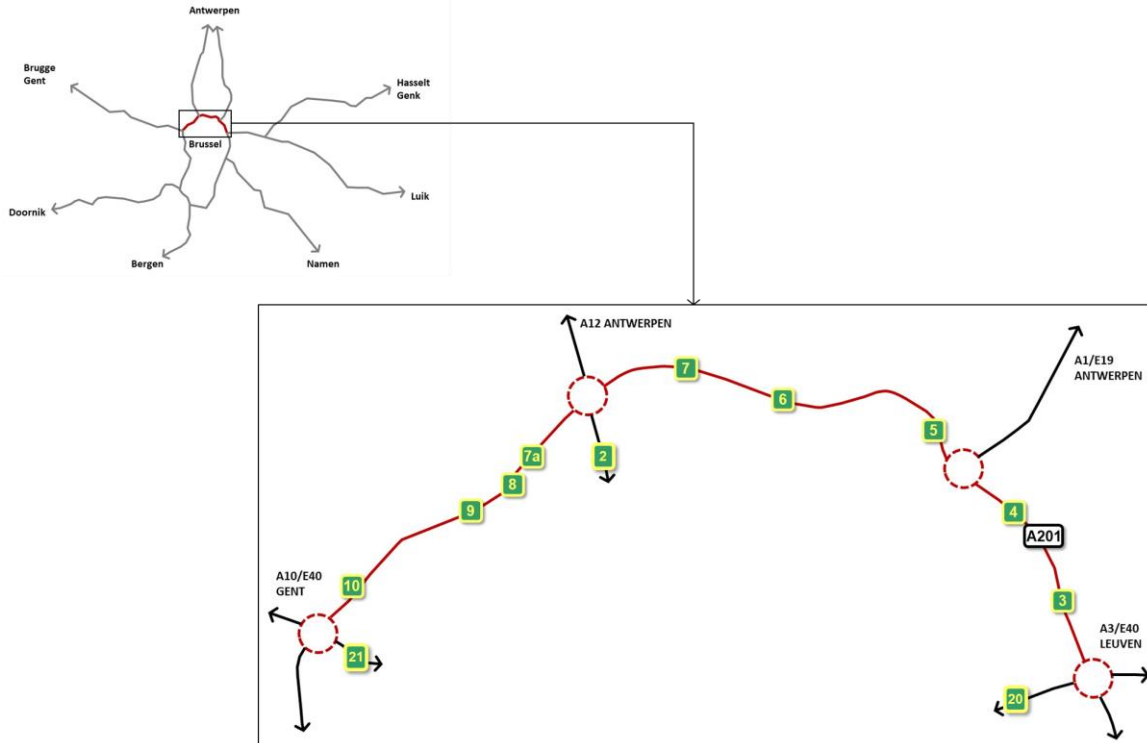 Antwerpen
Brugge
Gent
Hasselt
Genk
Brussel
Luik
Doornik
Bergen
Namen
A12 ANTWERPEN
A1/E19
ANTWERPEN
7
6
5
7a
2
8
9
4
A201
A10/E40
GENT
10
3
A3/E40
LEUVEN
21
20